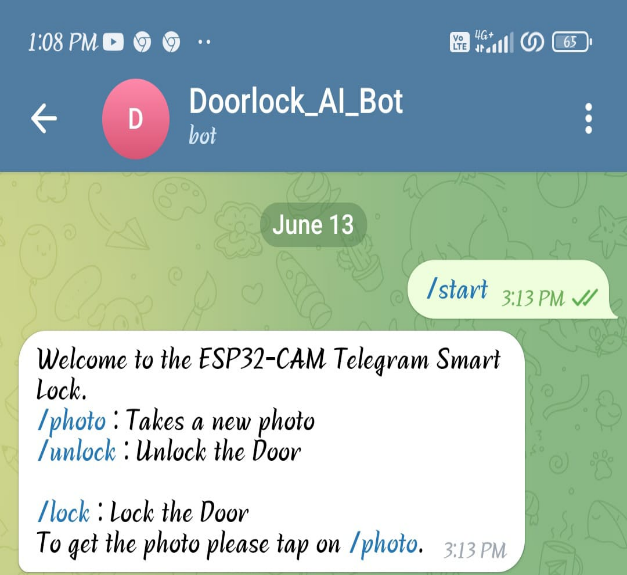 1:08 PM
Vo LTE 4G+ 65
D
Doorlock_AI_Bot
bot
June 13
/start 3:13 PM
Welcome to the ESP32-CAM Telegram Smart
Lock.
/photo : Takes a new photo
/unlock : Unlock the Door
/lock : Lock the Door
To get the photo please tap on /photo. 3:13 PM